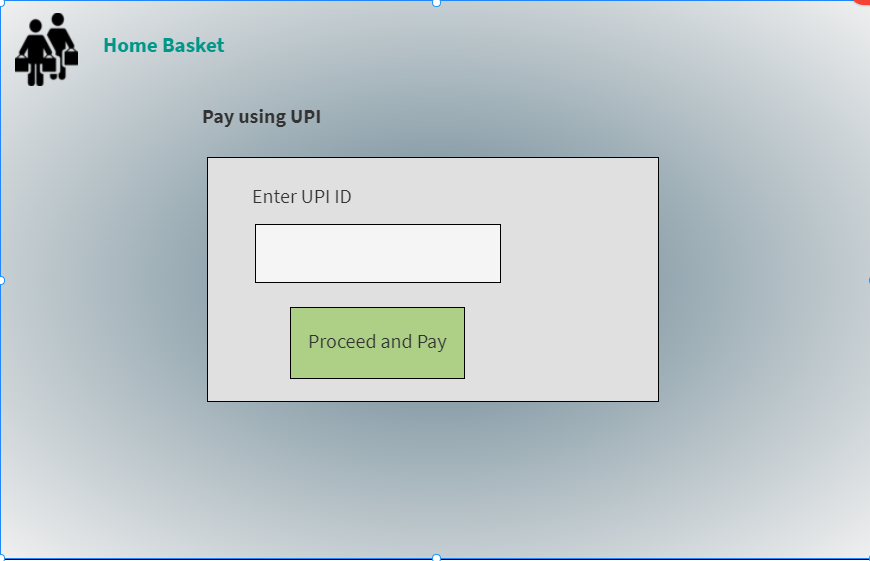 Home Basket
Pay using UPI
Enter UPI ID
Proceed and Pay